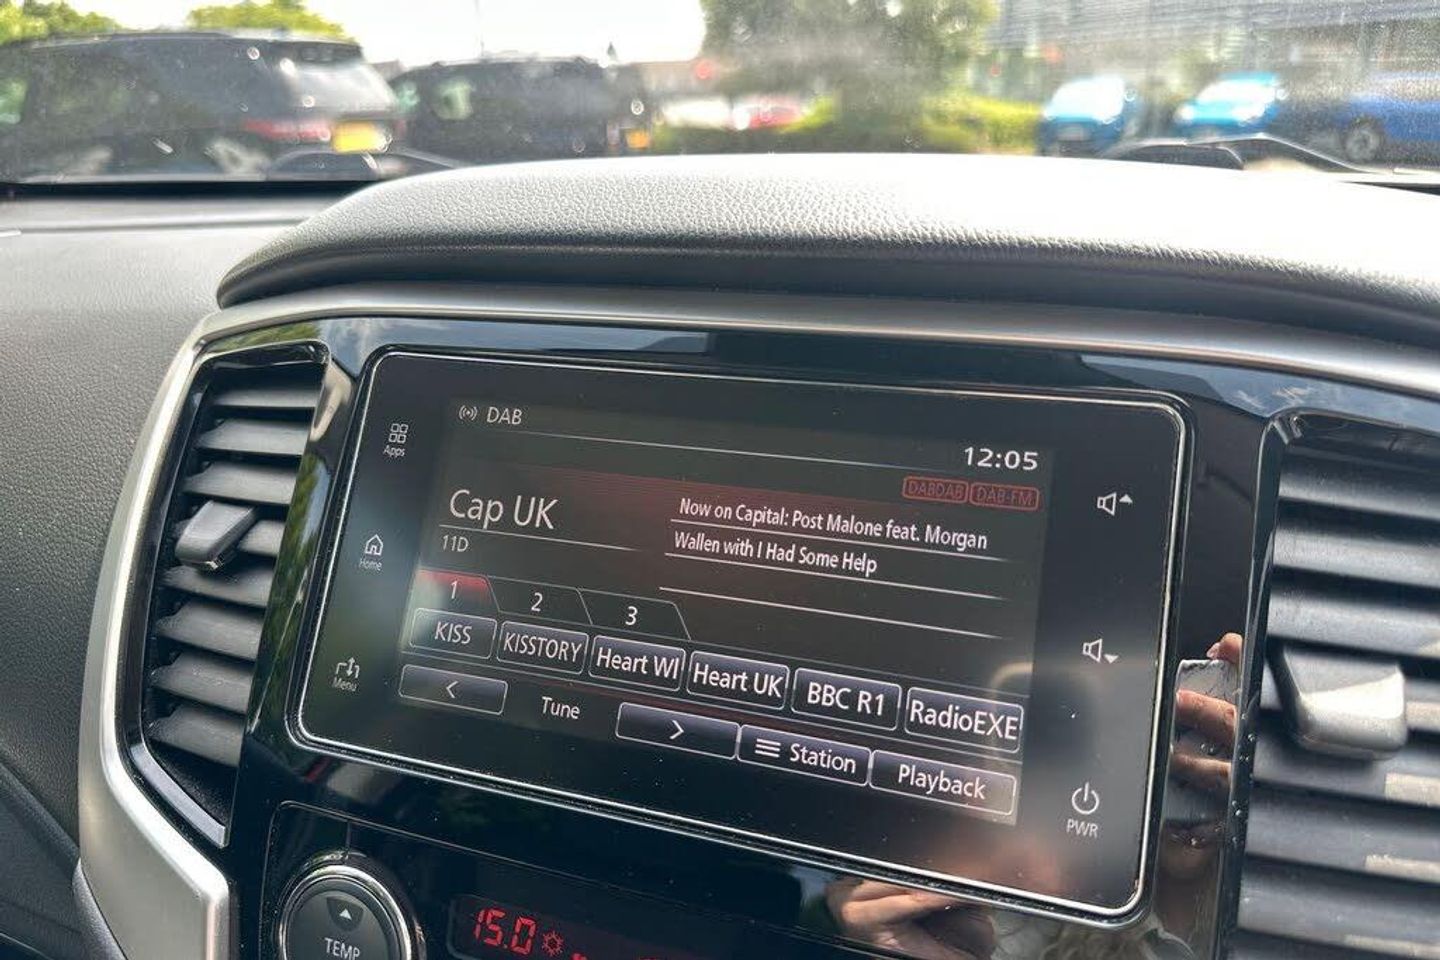 DAB
12:05
Apps
DABDAB DAB-FM
Cap UK
Now on Capital: Post Malone feat. Morgan
Wallen with I Had Some Help
11D
Home
1 2 3
KISS KISSTORY Heart WI Heart UK BBC R1 RadioEXE
Menu
< Tune > Station Playback
PWR
TEMP
15.0